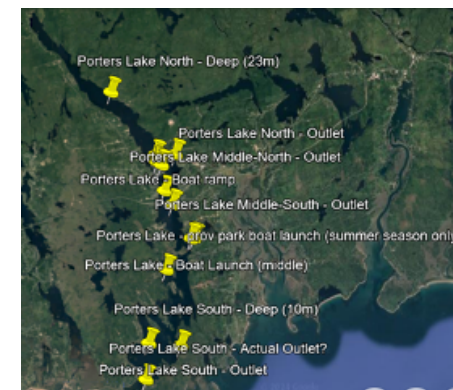 Porters Lake North - Deep (23m)
Porters Lake North - Outlet
Porters Lake Middle-North - Outlet
Porters Lake - Boat ramp
Porters Lake Middle-South - Outlet
Porters Lake - prov park boat launch (summer season only
Porters Lake - Boat Launch (middle)
Porters Lake South - Deep (10m)
Porters Lake South - Actual Outlet?
Porters Lake South - Outlet